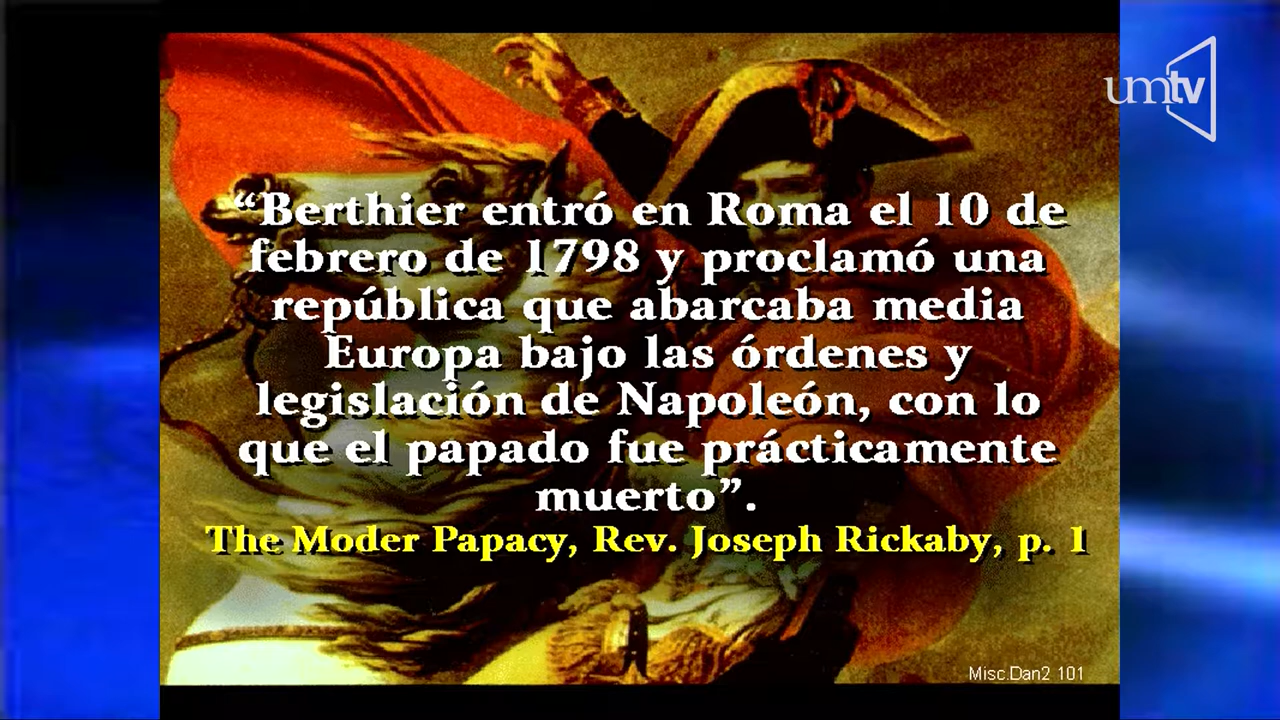 umtv
“Berthier entró en Roma el 10 de
febrero de 1798 y proclamó una
república que abarcaba media
Europa bajo las órdenes y
legislación de Napoleón, con lo
que el papado fue prácticamente
muerto”.
The Moder Papacy, Rev. Joseph Rickaby, p. 1
Misc.Dan2 101